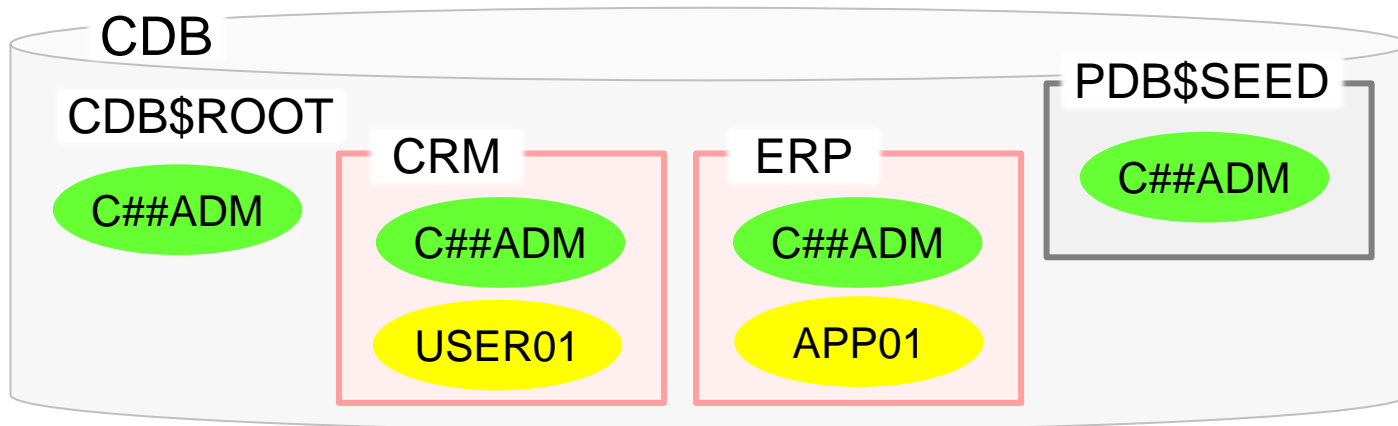 CDB
CDB$ROOT
C##ADM
CRM
C##ADM
USER01
ERP
C##ADM
APP01
PDB$SEED
C##ADM